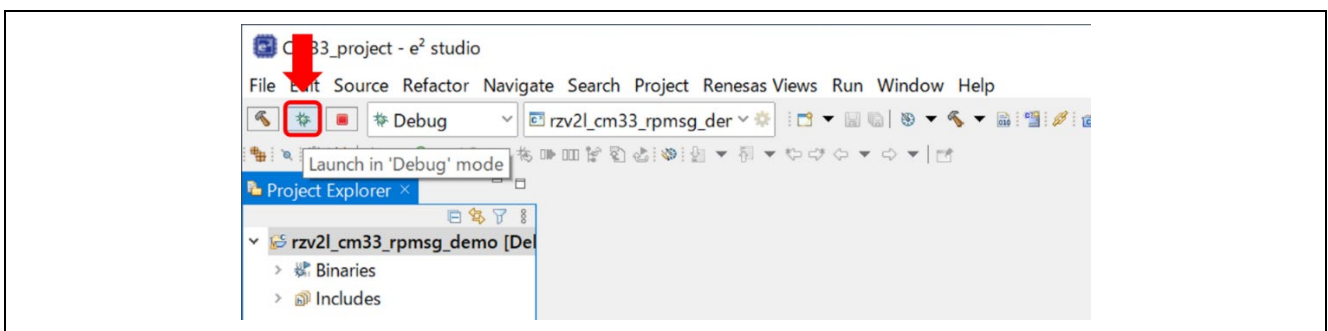 33_project - e² studio
File Edit Source Refactor Navigate Search Project Renesas Views Run Window Help
Debug rzv2l_cm33_rpmsg_der
Launch in 'Debug' mode
Project Explorer
rzv2l_cm33_rpmsg_demo [Del
Binaries
Includes